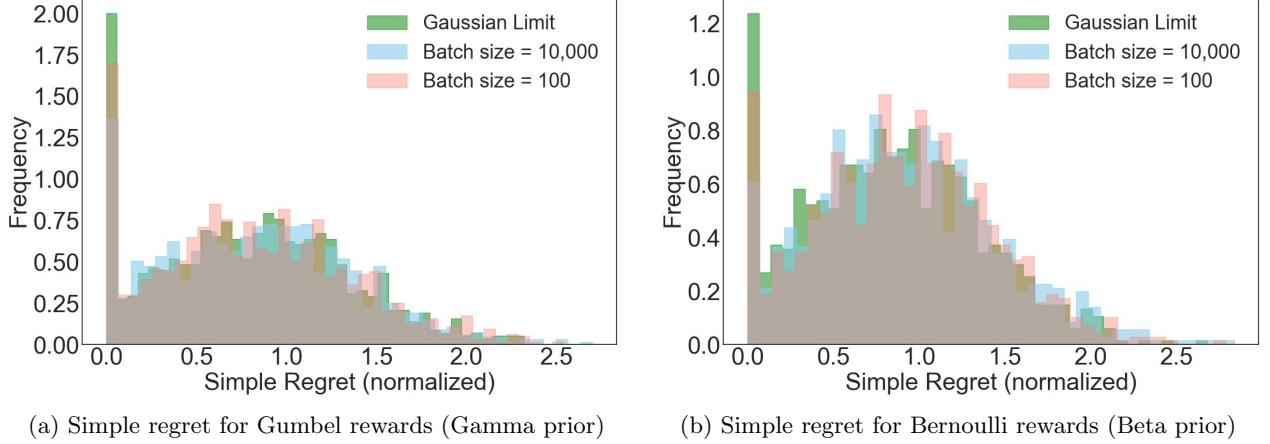 2.00
1.75
1.50
1.25
1.00
0.75
0.50
0.25
0.00
Frequency
Gaussian Limit
Batch size = 10,000
Batch size = 100
0.0 0.5 1.0 1.5 2.0 2.5
Simple Regret (normalized)
(a) Simple regret for Gumbel rewards (Gamma prior)
1.2
1.0
0.8
0.6
0.4
0.2
0.0
Frequency
Gaussian Limit
Batch size = 10,000
Batch size = 100
0.0 0.5 1.0 1.5 2.0 2.5
Simple Regret (normalized)
(b) Simple regret for Bernoulli rewards (Beta prior)